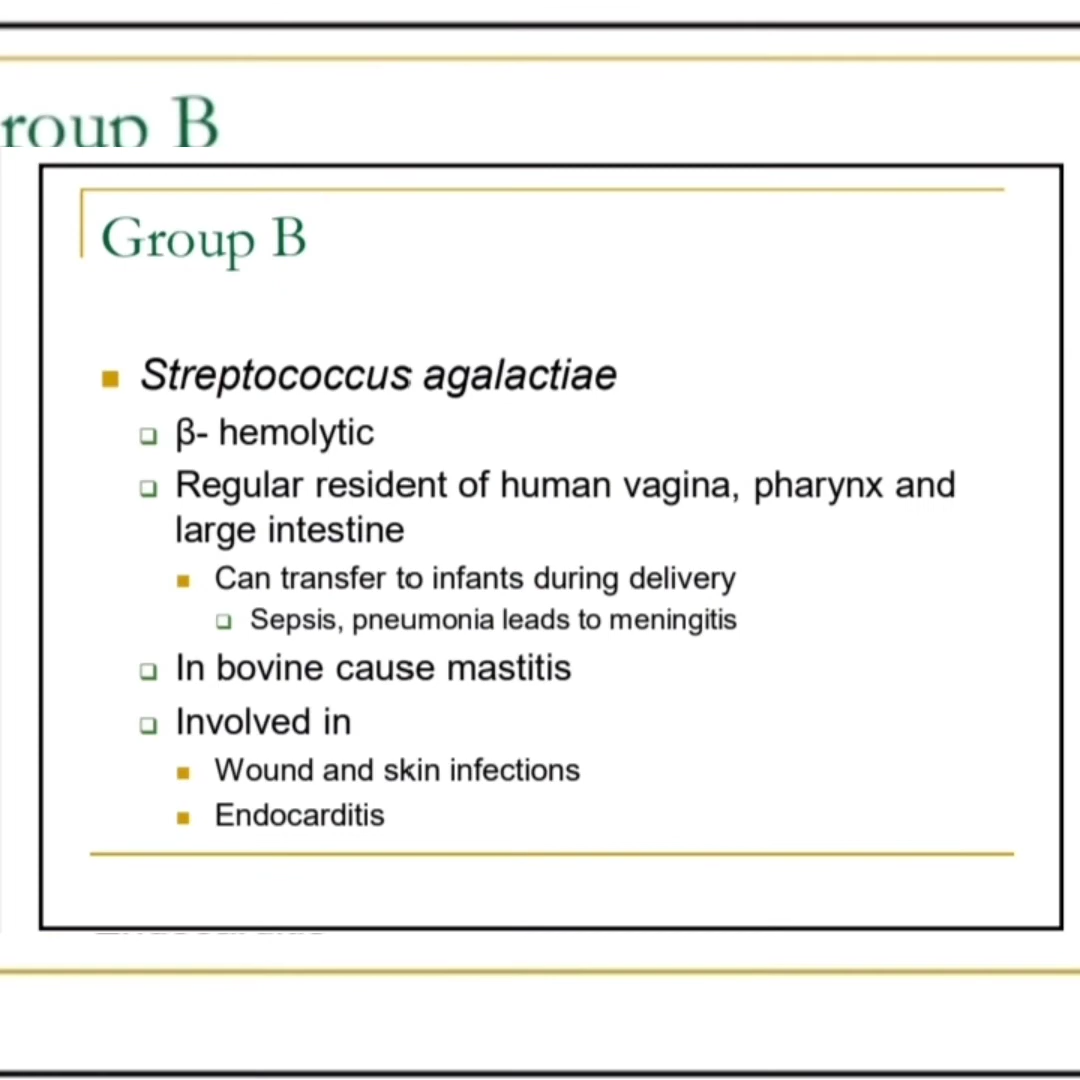 roup B
Group B
Streptococcus agalactiae
β- hemolytic
Regular resident of human vagina, pharynx and
large intestine
Can transfer to infants during delivery
Sepsis, pneumonia leads to meningitis
In bovine cause mastitis
Involved in
Wound and skin infections
Endocarditis